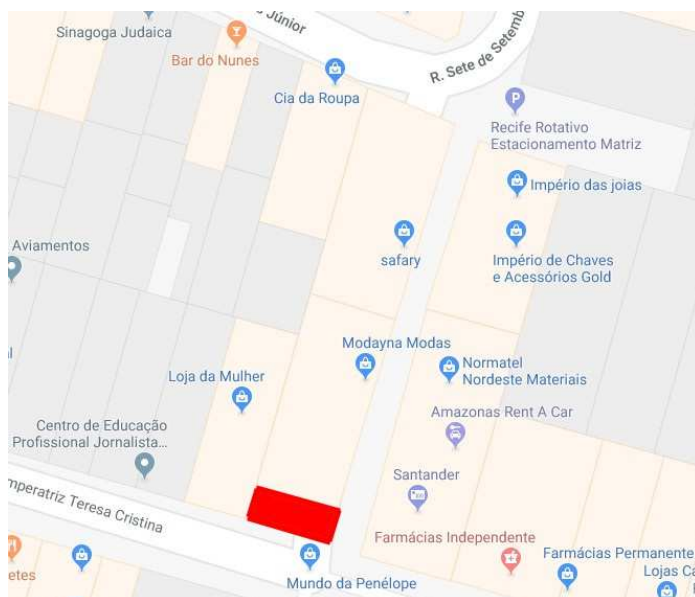 Júnior
Sinagoga Judaica
Bar do Nunes
Cia da Roupa
R. Sete de Setemb
Recife Rotativo
Estacionamento Matriz
Império das joias
Aviamentos
safary
Império de Chaves
e Acessórios Gold
Modayna Modas
Loja da Mulher
Normatel
Nordeste Materiais
Amazonas Rent A Car
Centro de Educação
Profissional Jornalista...
Santander
mperatriz Teresa Cristina
Farmácias Independente
Farmácias Permanente
Lojas Ca
etes
Mundo da Penélope